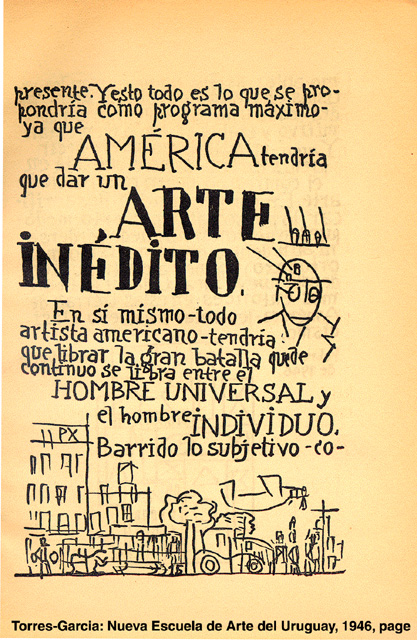 presente. Y esto todo es lo que se pro-
pondría como programa máximo-
ya que
AMÉRICA tendría
que dar un
ARTE
INÉDITO.
En sí mismo-todo
artista americano-tendría
que librar la gran batalla que de
continuo se libra entre el
HOMBRE UNIVERSAL y
el hombre INDIVIDUO.
Barrido lo subjetivo-co-
PX
Torres-Garcia: Nueva Escuela de Arte del Uruguay, 1946, page